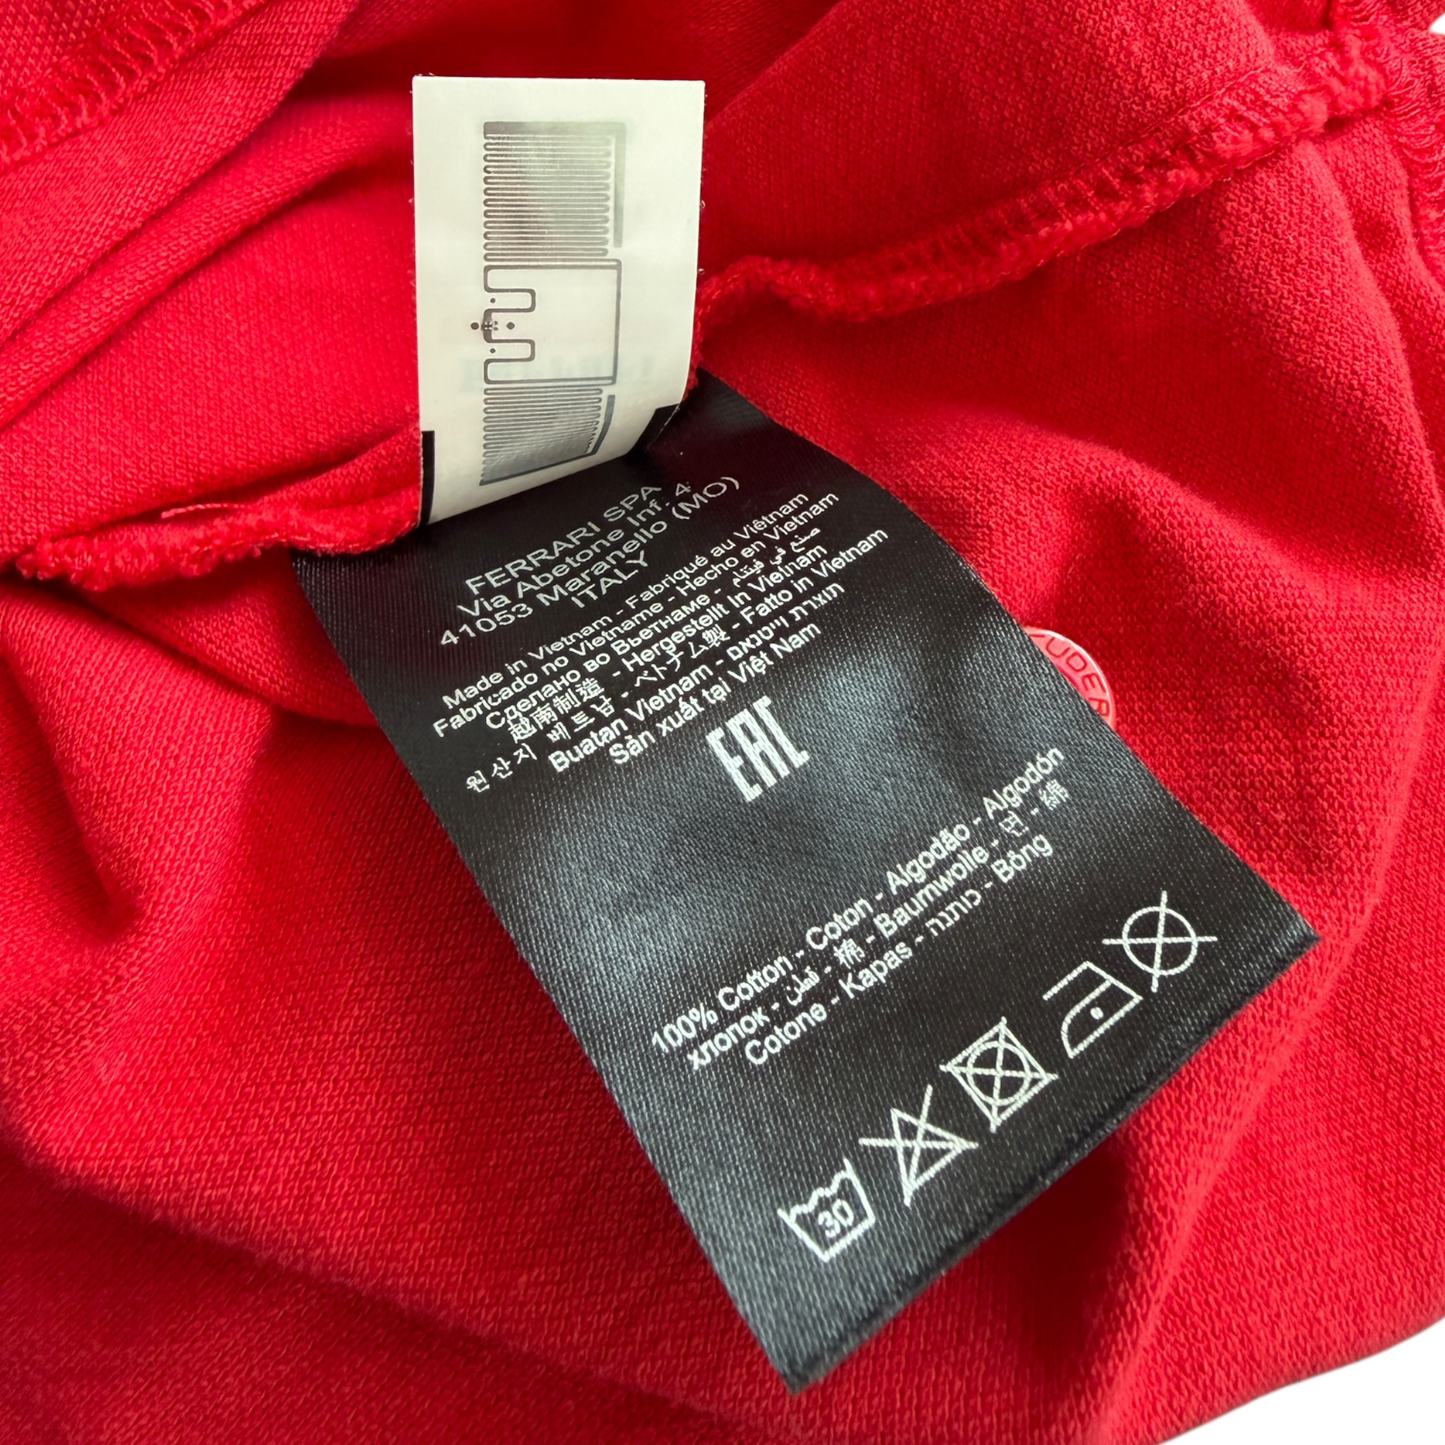 FERRARI SPA
Via Abetone Inf. 4
41053 Maranello (MO)
ITALY
Made in Vietnam - Fabriqué au Viêtnam
Fabricado no Vietname - Hecho en Vietnam
Сделано во Вьетнаме - صنع في فيتنام
越南制造 - Hergestellt in Vietnam
원산지 베트남 - ベトナム製 - Fatto in Vietnam
Buatan Vietnam - תוצרת וייטנאם
Sản xuất tại Việt Nam
EAC
100% Cotton - Coton - Algodão - Algodón
хлопок - قطن - 棉 - Baumwolle - 면 - 綿
Cotone - Kapas - כותנה - Bông
30